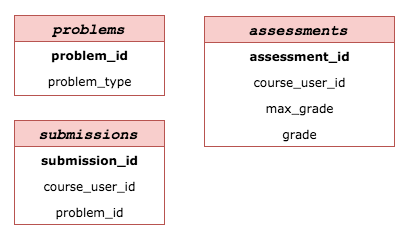 problems
problem_id
problem_type
submissions
submission_id
course_user_id
problem_id
assessments
assessment_id
course_user_id
max_grade
grade